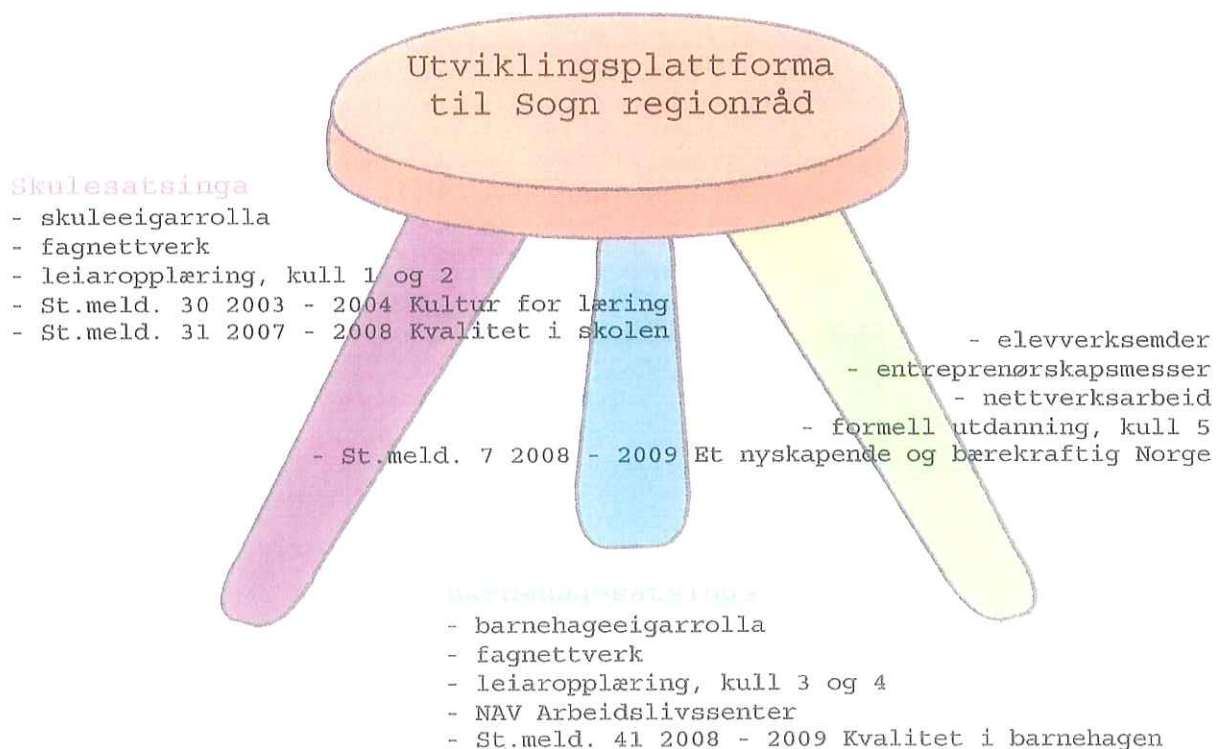 Utviklingsplattforma
til Sogn regionråd
Skulesatsinga
- skuleeigarrolla
- fagnettverk
- leiaropplæring, kull 1 og 2
- St.meld. 30 2003 - 2004 Kultur for læring
- St.meld. 31 2007 - 2008 Kvalitet i skolen
- elevverksemder
- entreprenørskapsmesser
- nettverksarbeid
- formell utdanning, kull 5
- St.meld. 7 2008 - 2009 Et nyskapende og bærekraftig Norge
Barnehagesatsinga
- barnehageeigarrolla
- fagnettverk
- leiaropplæring, kull 3 og 4
- NAV Arbeidslivssenter
- St.meld. 41 2008 - 2009 Kvalitet i barnehagen